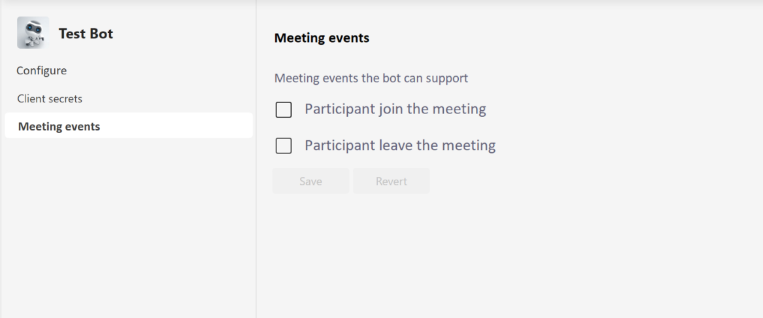 Test Bot
Configure
Client secrets
Meeting events
Meeting events
Meeting events the bot can support
Participant join the meeting
Participant leave the meeting
Save
Revert